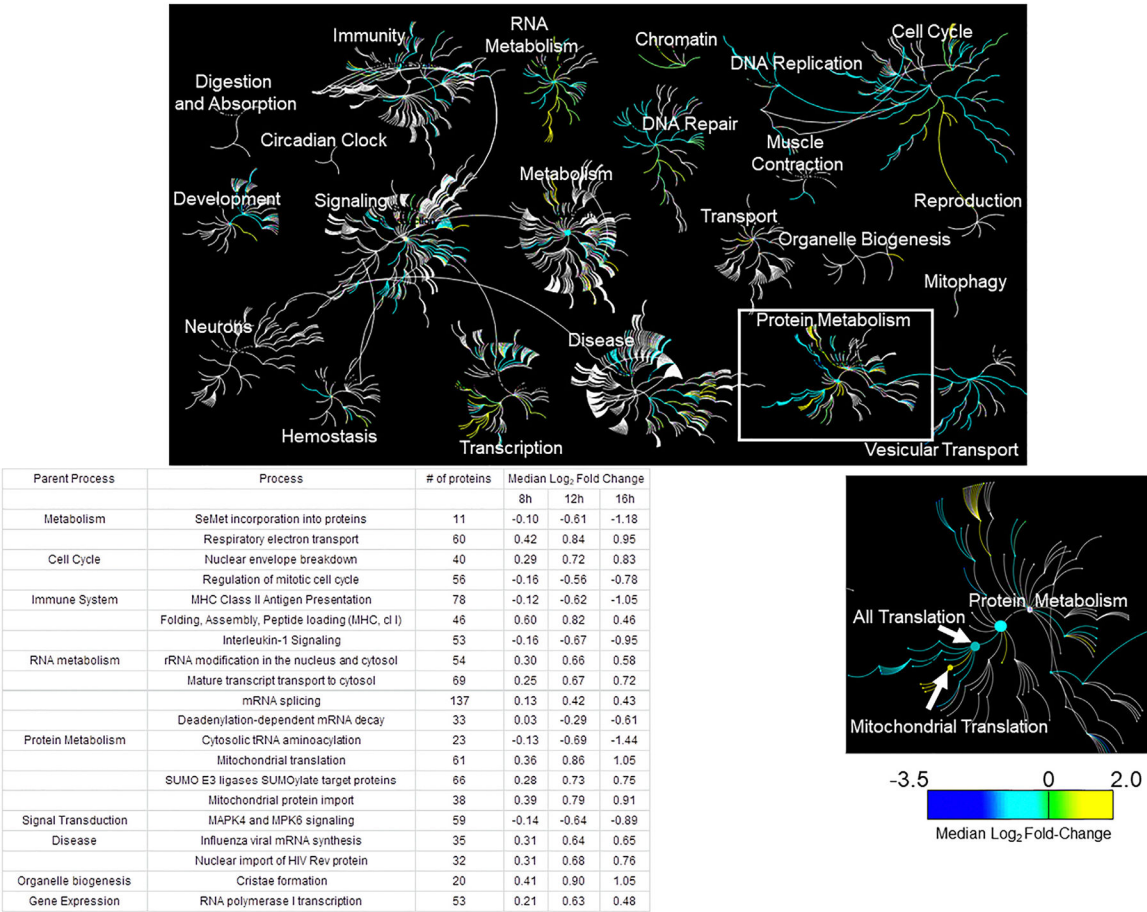 Immunity
RNA
Metabolism
Chromatin
Cell Cycle
DNA Replication
Digestion
and Absorption
Circadian Clock
DNA Repair
Muscle
Contraction
Development
Signaling
Metabolism
Transport
Reproduction
Organelle Biogenesis
Mitophagy
Neurons
Disease
Protein Metabolism
Hemostasis
Transcription
Vesicular Transport
Parent Process Process # of proteins Median Log2 Fold Change
8h 12h 16h
Metabolism SeMet incorporation into proteins 11 -0.10 -0.61 -1.18
Respiratory electron transport 60 0.42 0.84 0.95
Cell Cycle Nuclear envelope breakdown 40 0.29 0.72 0.83
Regulation of mitotic cell cycle 56 -0.16 -0.56 -0.78
Immune System MHC Class II Antigen Presentation 78 -0.12 -0.62 -1.05
Folding, Assembly, Peptide loading (MHC, cl I) 46 0.60 0.82 0.46
Interleukin-1 Signaling 53 -0.16 -0.67 -0.95
RNA metabolism rRNA modification in the nucleus and cytosol 54 0.30 0.66 0.58
Mature transcript transport to cytosol 69 0.25 0.67 0.72
mRNA splicing 137 0.13 0.42 0.43
Deadenylation-dependent mRNA decay 33 0.03 -0.29 -0.61
Protein Metabolism Cytosolic tRNA aminoacylation 23 -0.13 -0.69 -1.44
Mitochondrial translation 61 0.36 0.86 1.05
SUMO E3 ligases SUMOylate target proteins 66 0.28 0.73 0.75
Mitochondrial protein import 38 0.39 0.79 0.91
Signal Transduction MAPK4 and MPK6 signaling 59 -0.14 -0.64 -0.89
Disease Influenza viral mRNA synthesis 35 0.31 0.64 0.65
Nuclear import of HIV Rev protein 32 0.31 0.68 0.76
Organelle biogenesis Cristae formation 20 0.41 0.90 1.05
Gene Expression RNA polymerase I transcription 53 0.21 0.63 0.48
Protein Metabolism
All Translation
Mitochondrial Translation
-3.5 0 2.0
Median Log2 Fold-Change